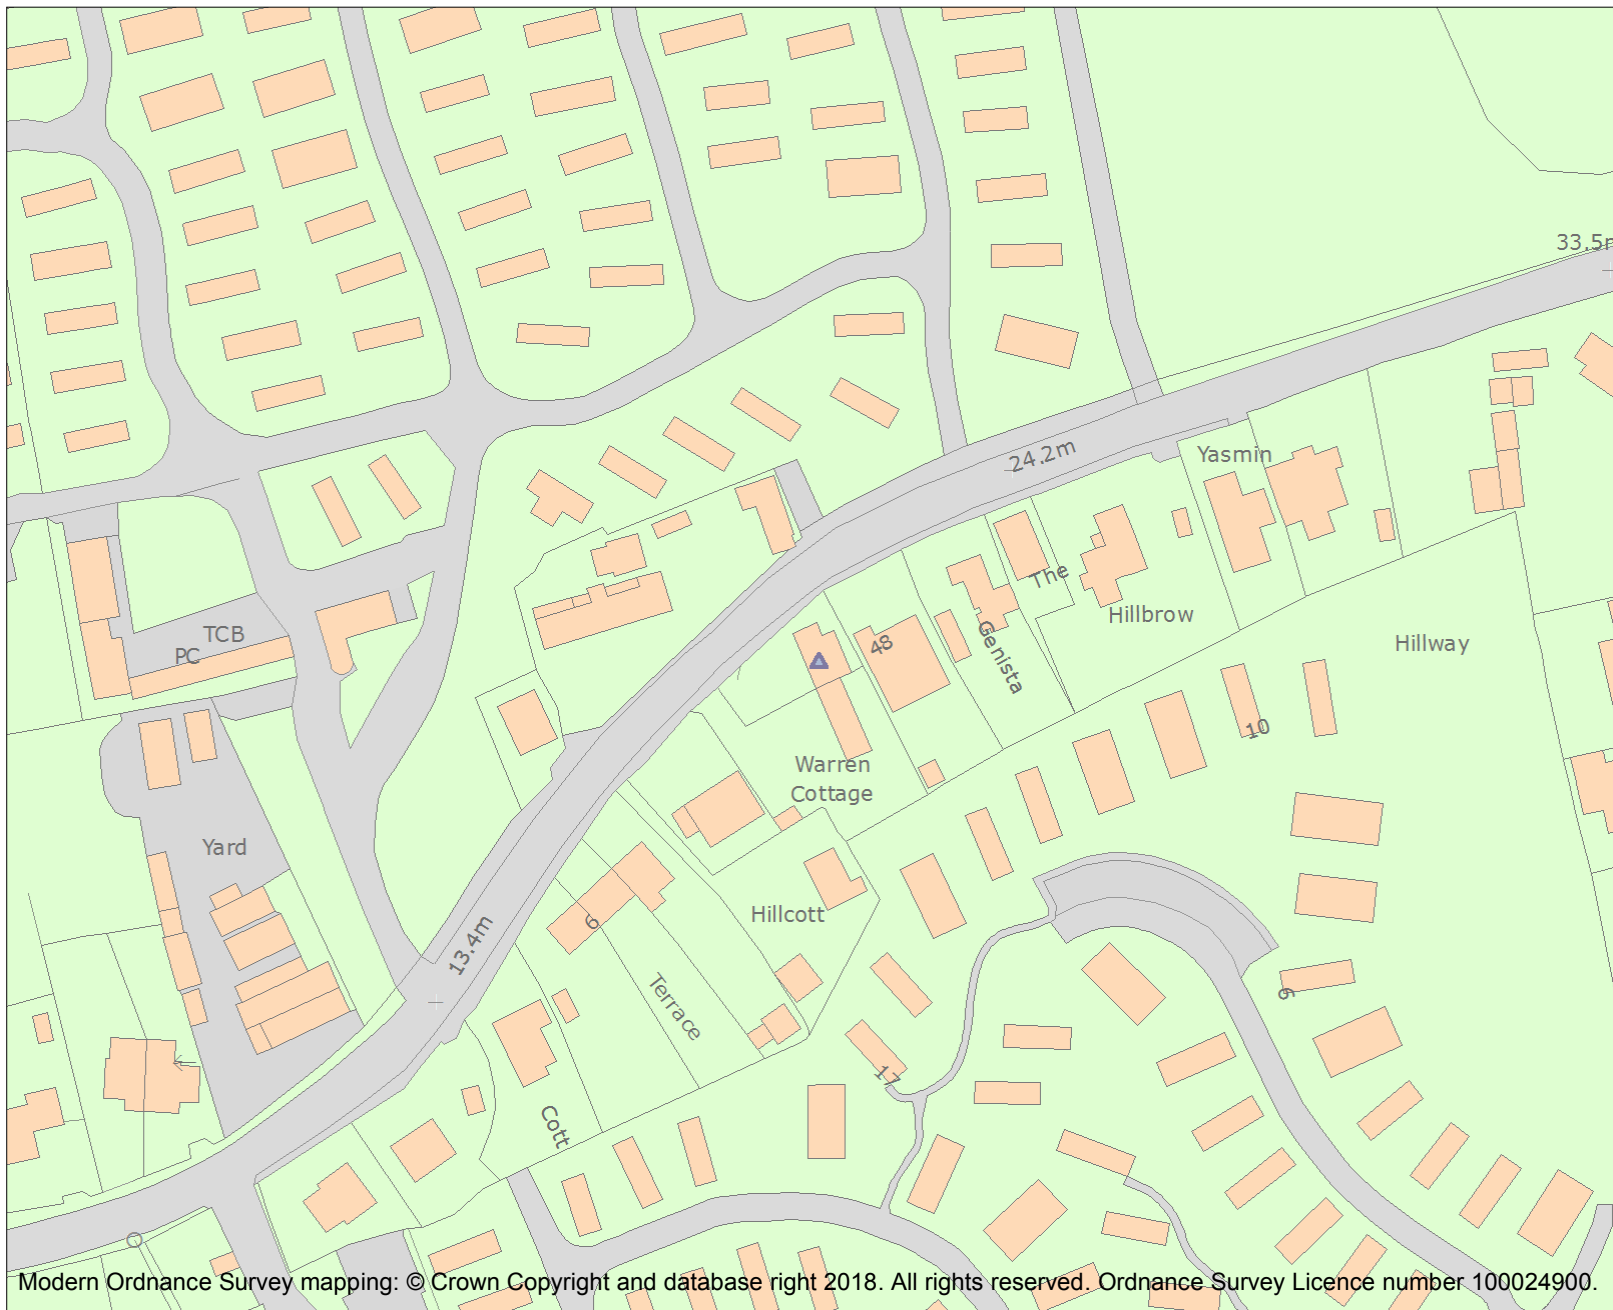 33.5m
24.2m
Yasmin
The
Hillbrow
TCB
PC
48
Genista
Hillway
10
Warren
Cottage
Yard
Hillcott
6
13.4m
Terrace
6
17
Cott
Modern Ordnance Survey mapping: © Crown Copyright and database right 2018. All rights reserved. Ordnance Survey Licence number 100024900.